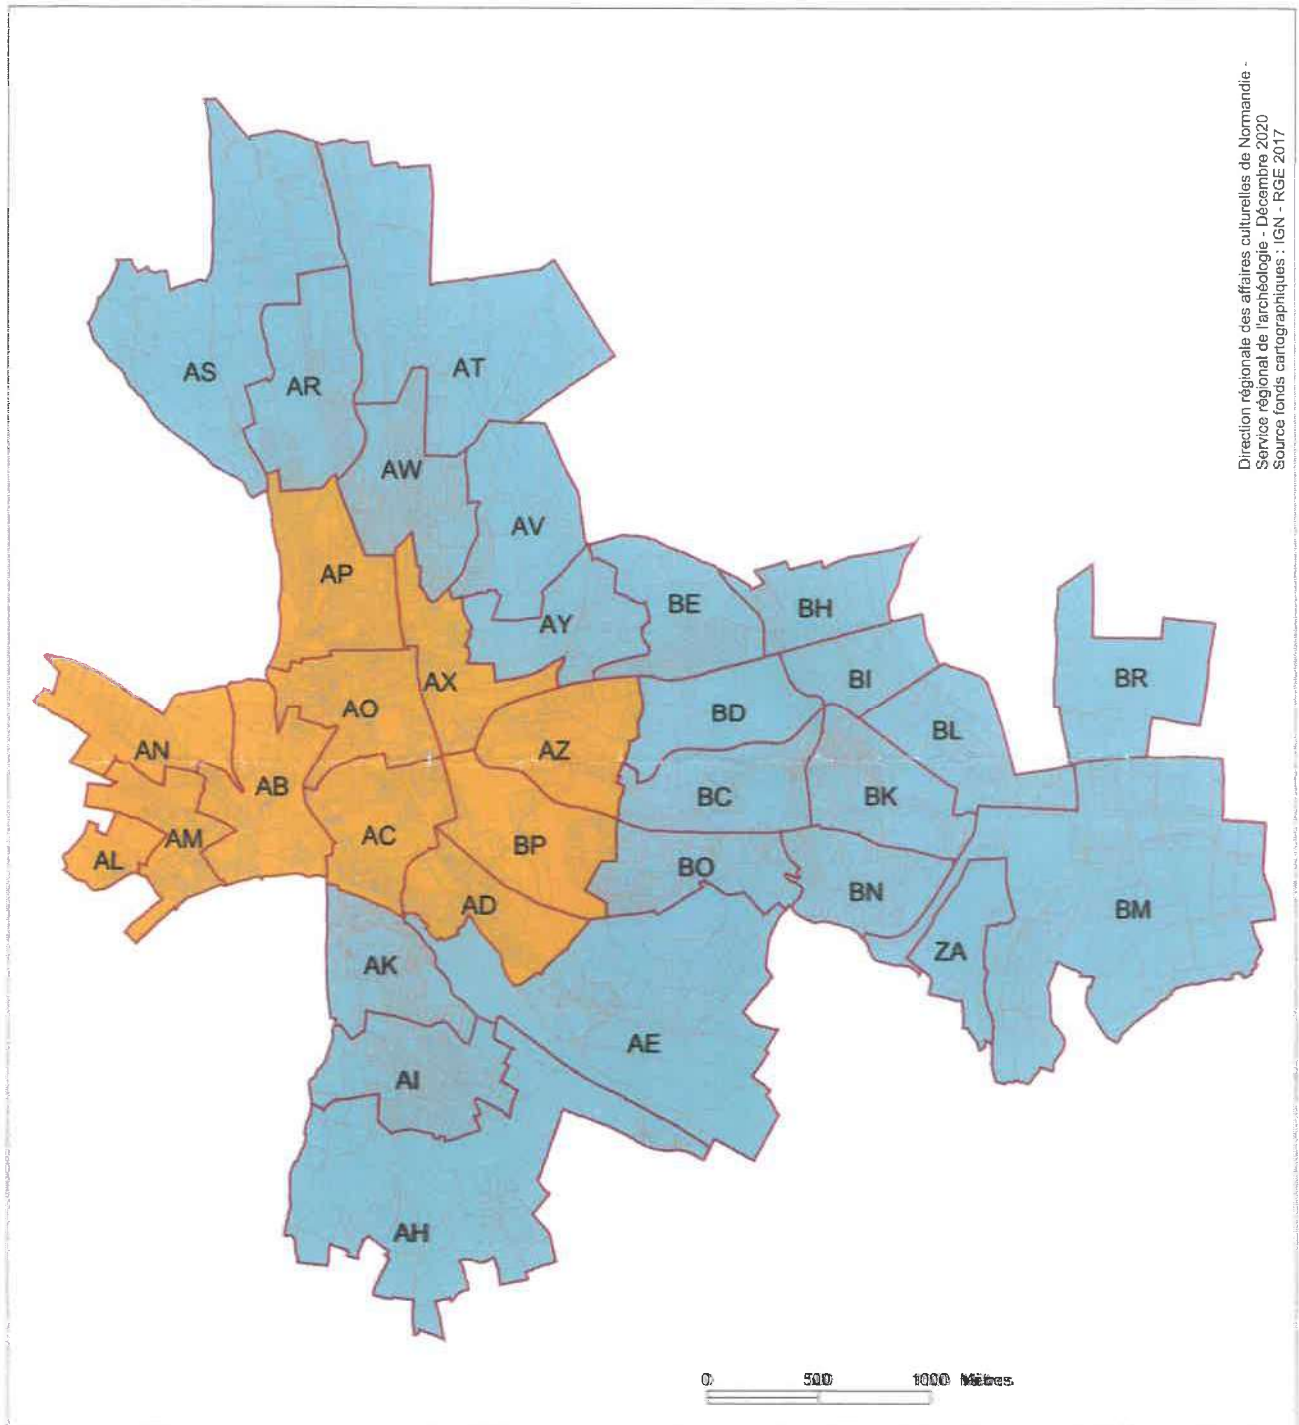 Direction régionale des affaires culturelles de Normandie -
Service régional de l'archéologie - Décembre 2020
Source fonds cartographiques : IGN - RGE 2017
AS
AR
AT
AW
AV
AP
AY
BE
BH
AX
AO
BI
BR
AN
AZ
BD
BL
AB
BC
BK
AL
AM
AC
BP
BO
BN
BM
AD
ZA
AK
AE
AI
AH
0 500 1000 Mètres